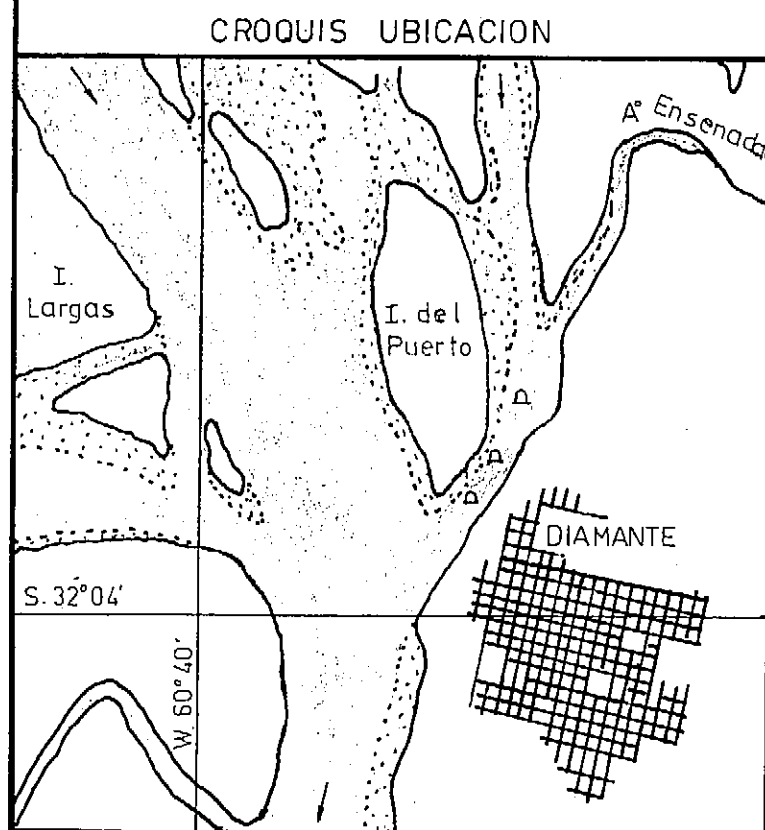 CROQUIS UBICACION
A° Ensenada
I.
Largas
I. del
Puerto
DIAMANTE
S. 32°04'
W. 60°40'